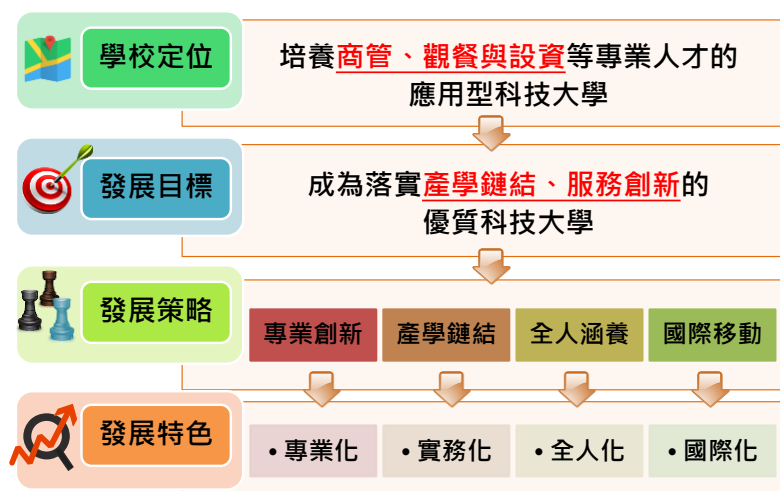 學校定位
培養商管、觀餐與設資等專業人才的
應用型科技大學
發展目標
成為落實產學鏈結、服務創新的
優質科技大學
發展策略
專業創新
產學鏈結
全人涵養
國際移動
發展特色
•專業化
•實務化
•全人化
•國際化